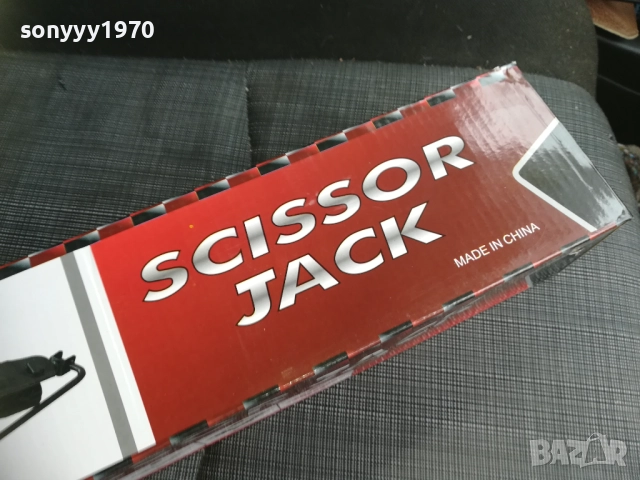 sonyyy1970
SCISSOR
JACK
MADE IN CHINA
BAZAR